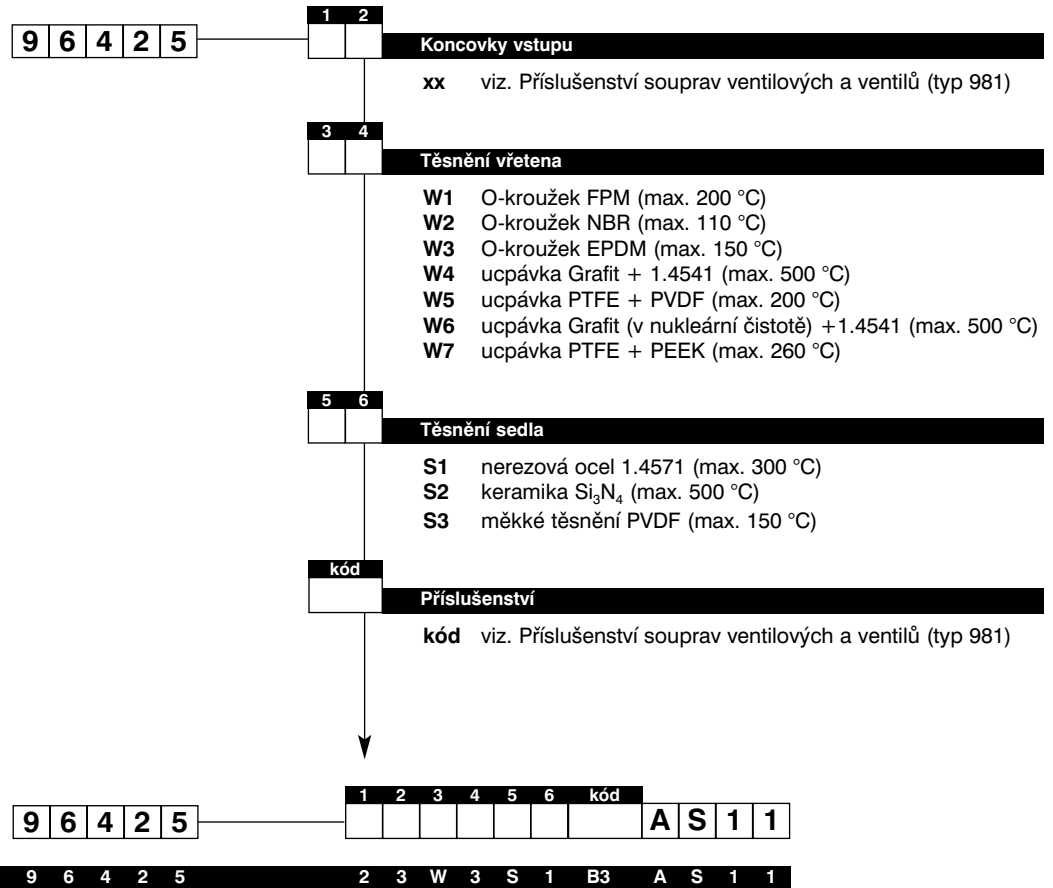 1 2
9 6 4 2 5
Koncovky vstupu
xx viz. Příslušenství souprav ventilových a ventilů (typ 981)
3 4
Těsnění vřetena
W1 O-kroužek FPM (max. 200 °C)
W2 O-kroužek NBR (max. 110 °C)
W3 O-kroužek EPDM (max. 150 °C)
W4 ucpávka Grafit + 1.4541 (max. 500 °C)
W5 ucpávka PTFE + PVDF (max. 200 °C)
W6 ucpávka Grafit (v nukleární čistotě) +1.4541 (max. 500 °C)
W7 ucpávka PTFE + PEEK (max. 260 °C)
5 6
Těsnění sedla
S1 nerezová ocel 1.4571 (max. 300 °C)
S2 keramika Si₃N₄ (max. 500 °C)
S3 měkké těsnění PVDF (max. 150 °C)
kód
Příslušenství
kód viz. Příslušenství souprav ventilových a ventilů (typ 981)
1 2 3 4 5 6 kód
9 6 4 2 5 A S 1 1
9 6 4 2 5 2 3 W 3 S 1 B3 A S 1 1